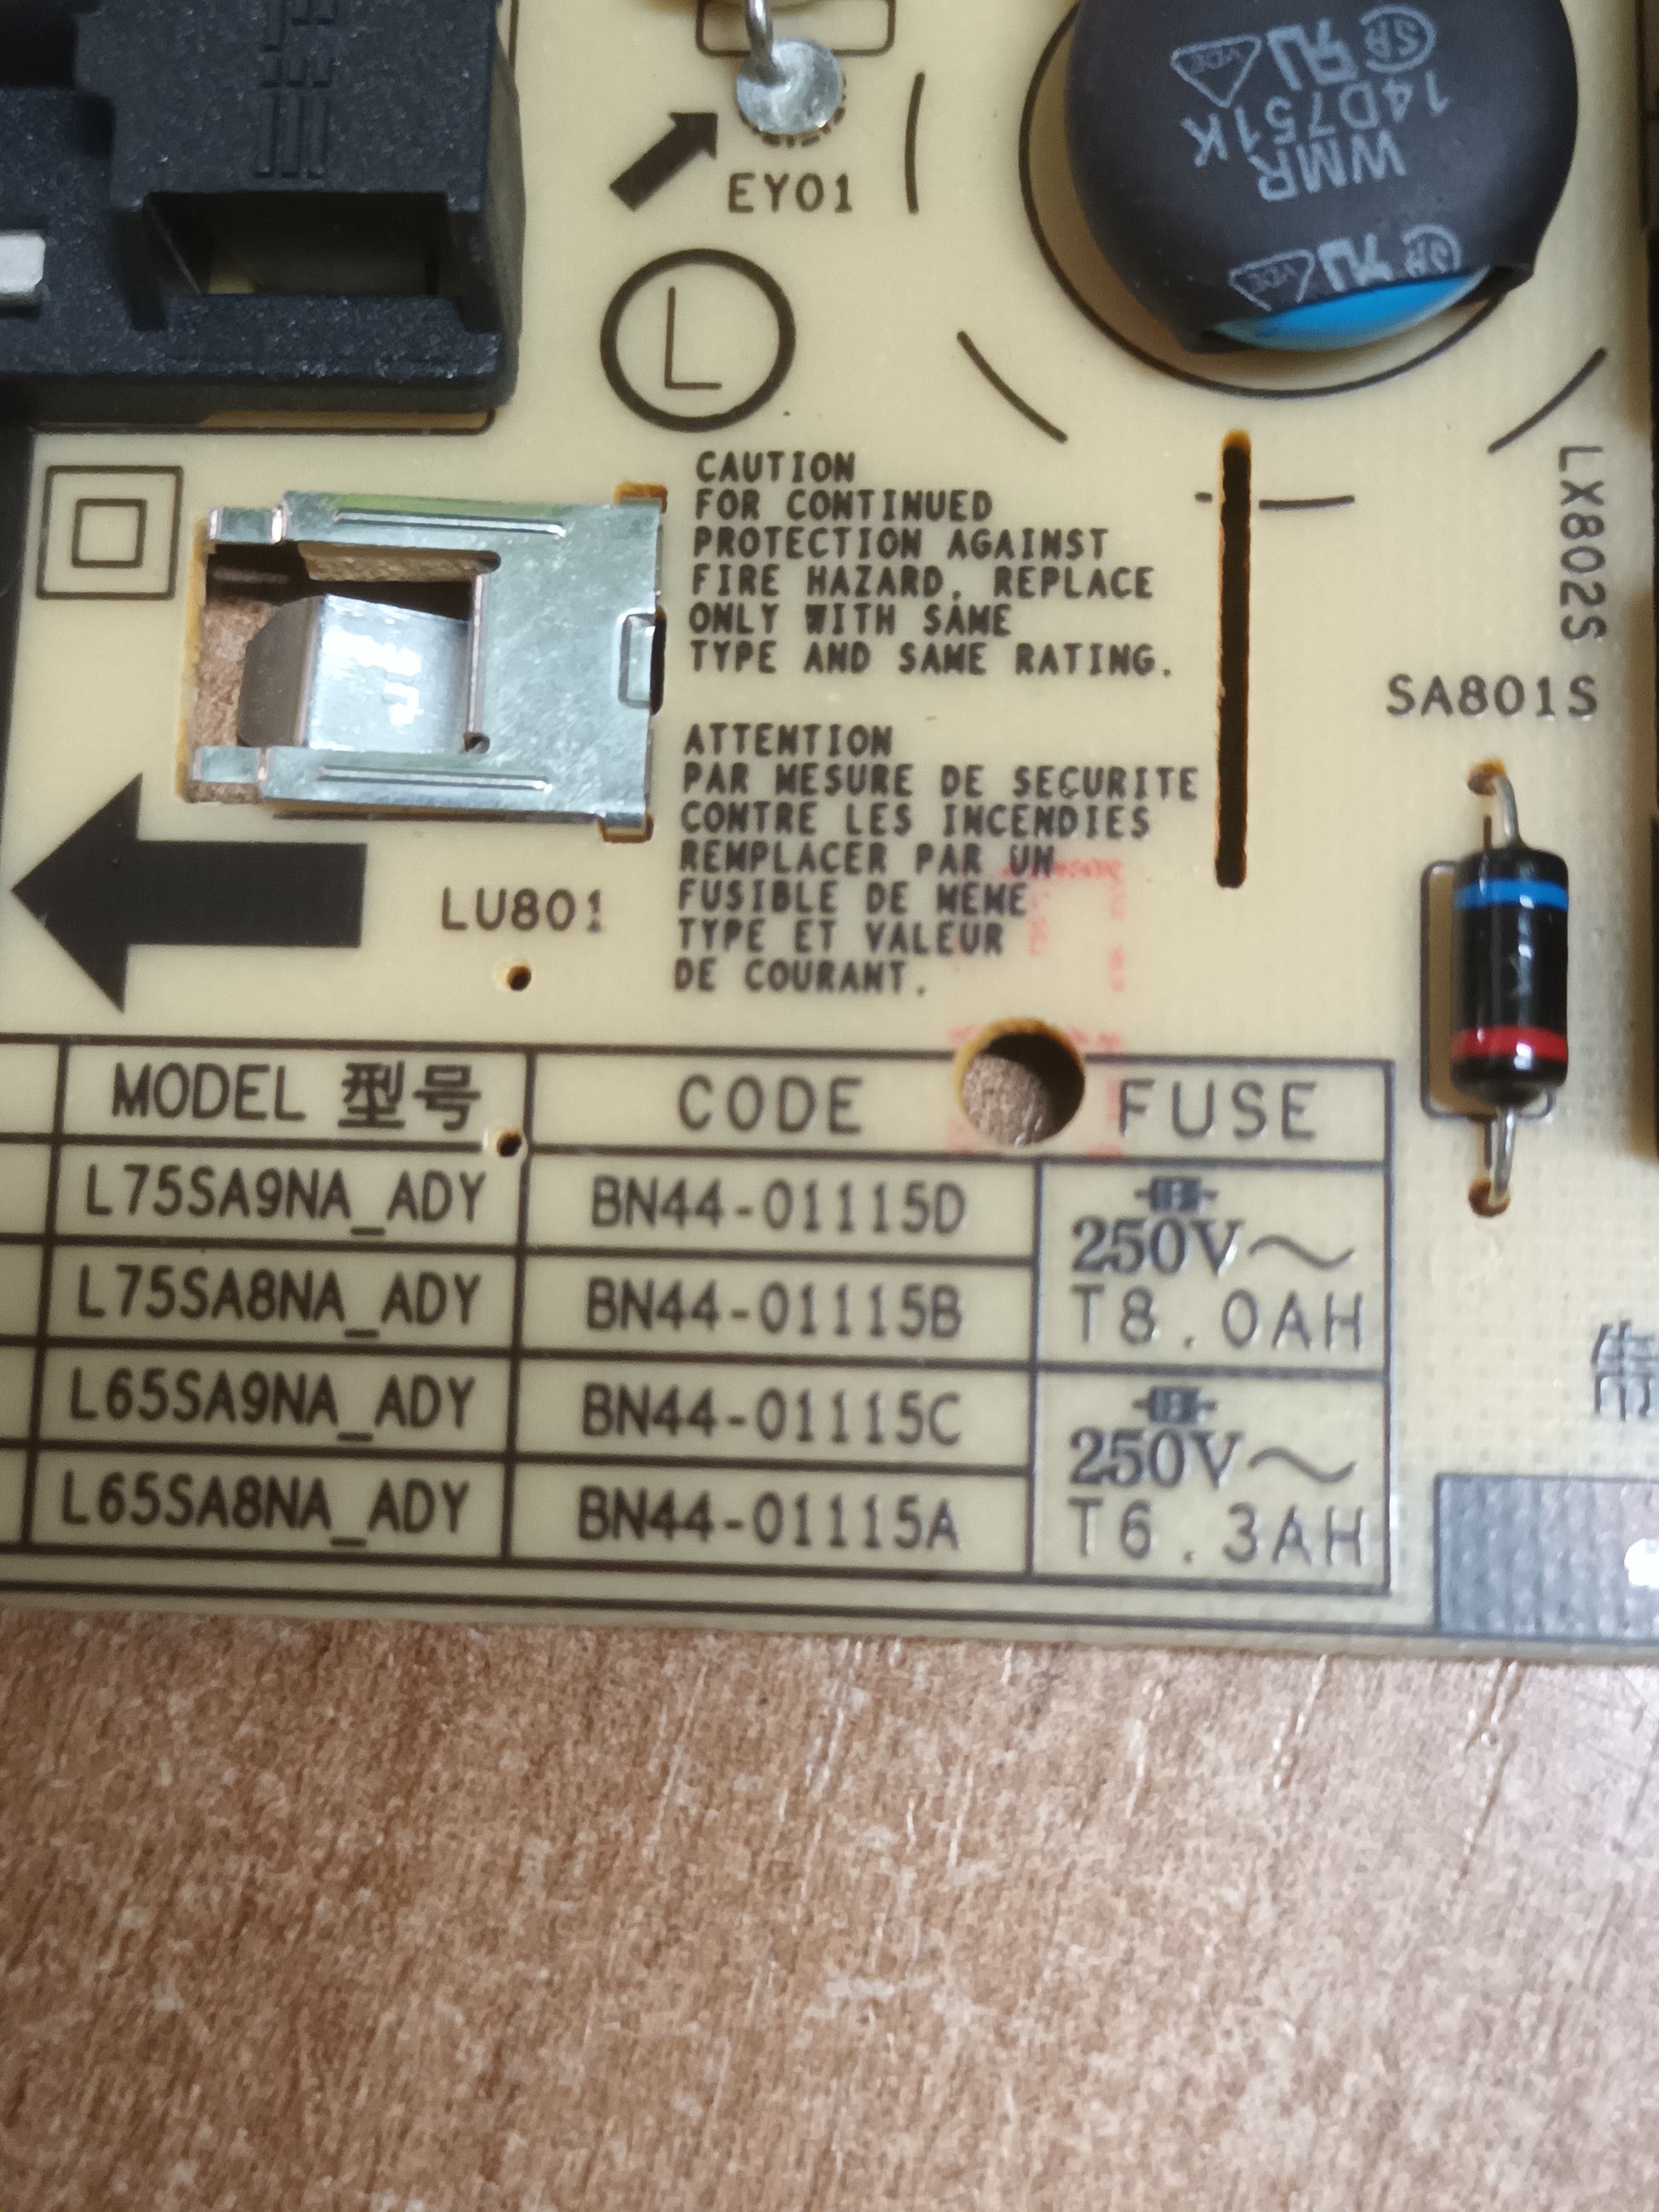 EY01
WMR
14D751K
L
CAUTION
FOR CONTINUED
PROTECTION AGAINST
FIRE HAZARD, REPLACE
ONLY WITH SAME
TYPE AND SAME RATING.
ATTENTION
PAR MESURE DE SECURITE
CONTRE LES INCENDIES
REMPLACER PAR UN
FUSIBLE DE MEME
TYPE ET VALEUR
DE COURANT.
LX802S
SA801S
LU801
MODEL 型号 CODE FUSE
L75SA9NA_ADY BN44-01115D
L75SA8NA_ADY BN44-01115B
250V~
T8.0AH
L65SA9NA_ADY BN44-01115C
L65SA8NA_ADY BN44-01115A
250V~
T6.3AH